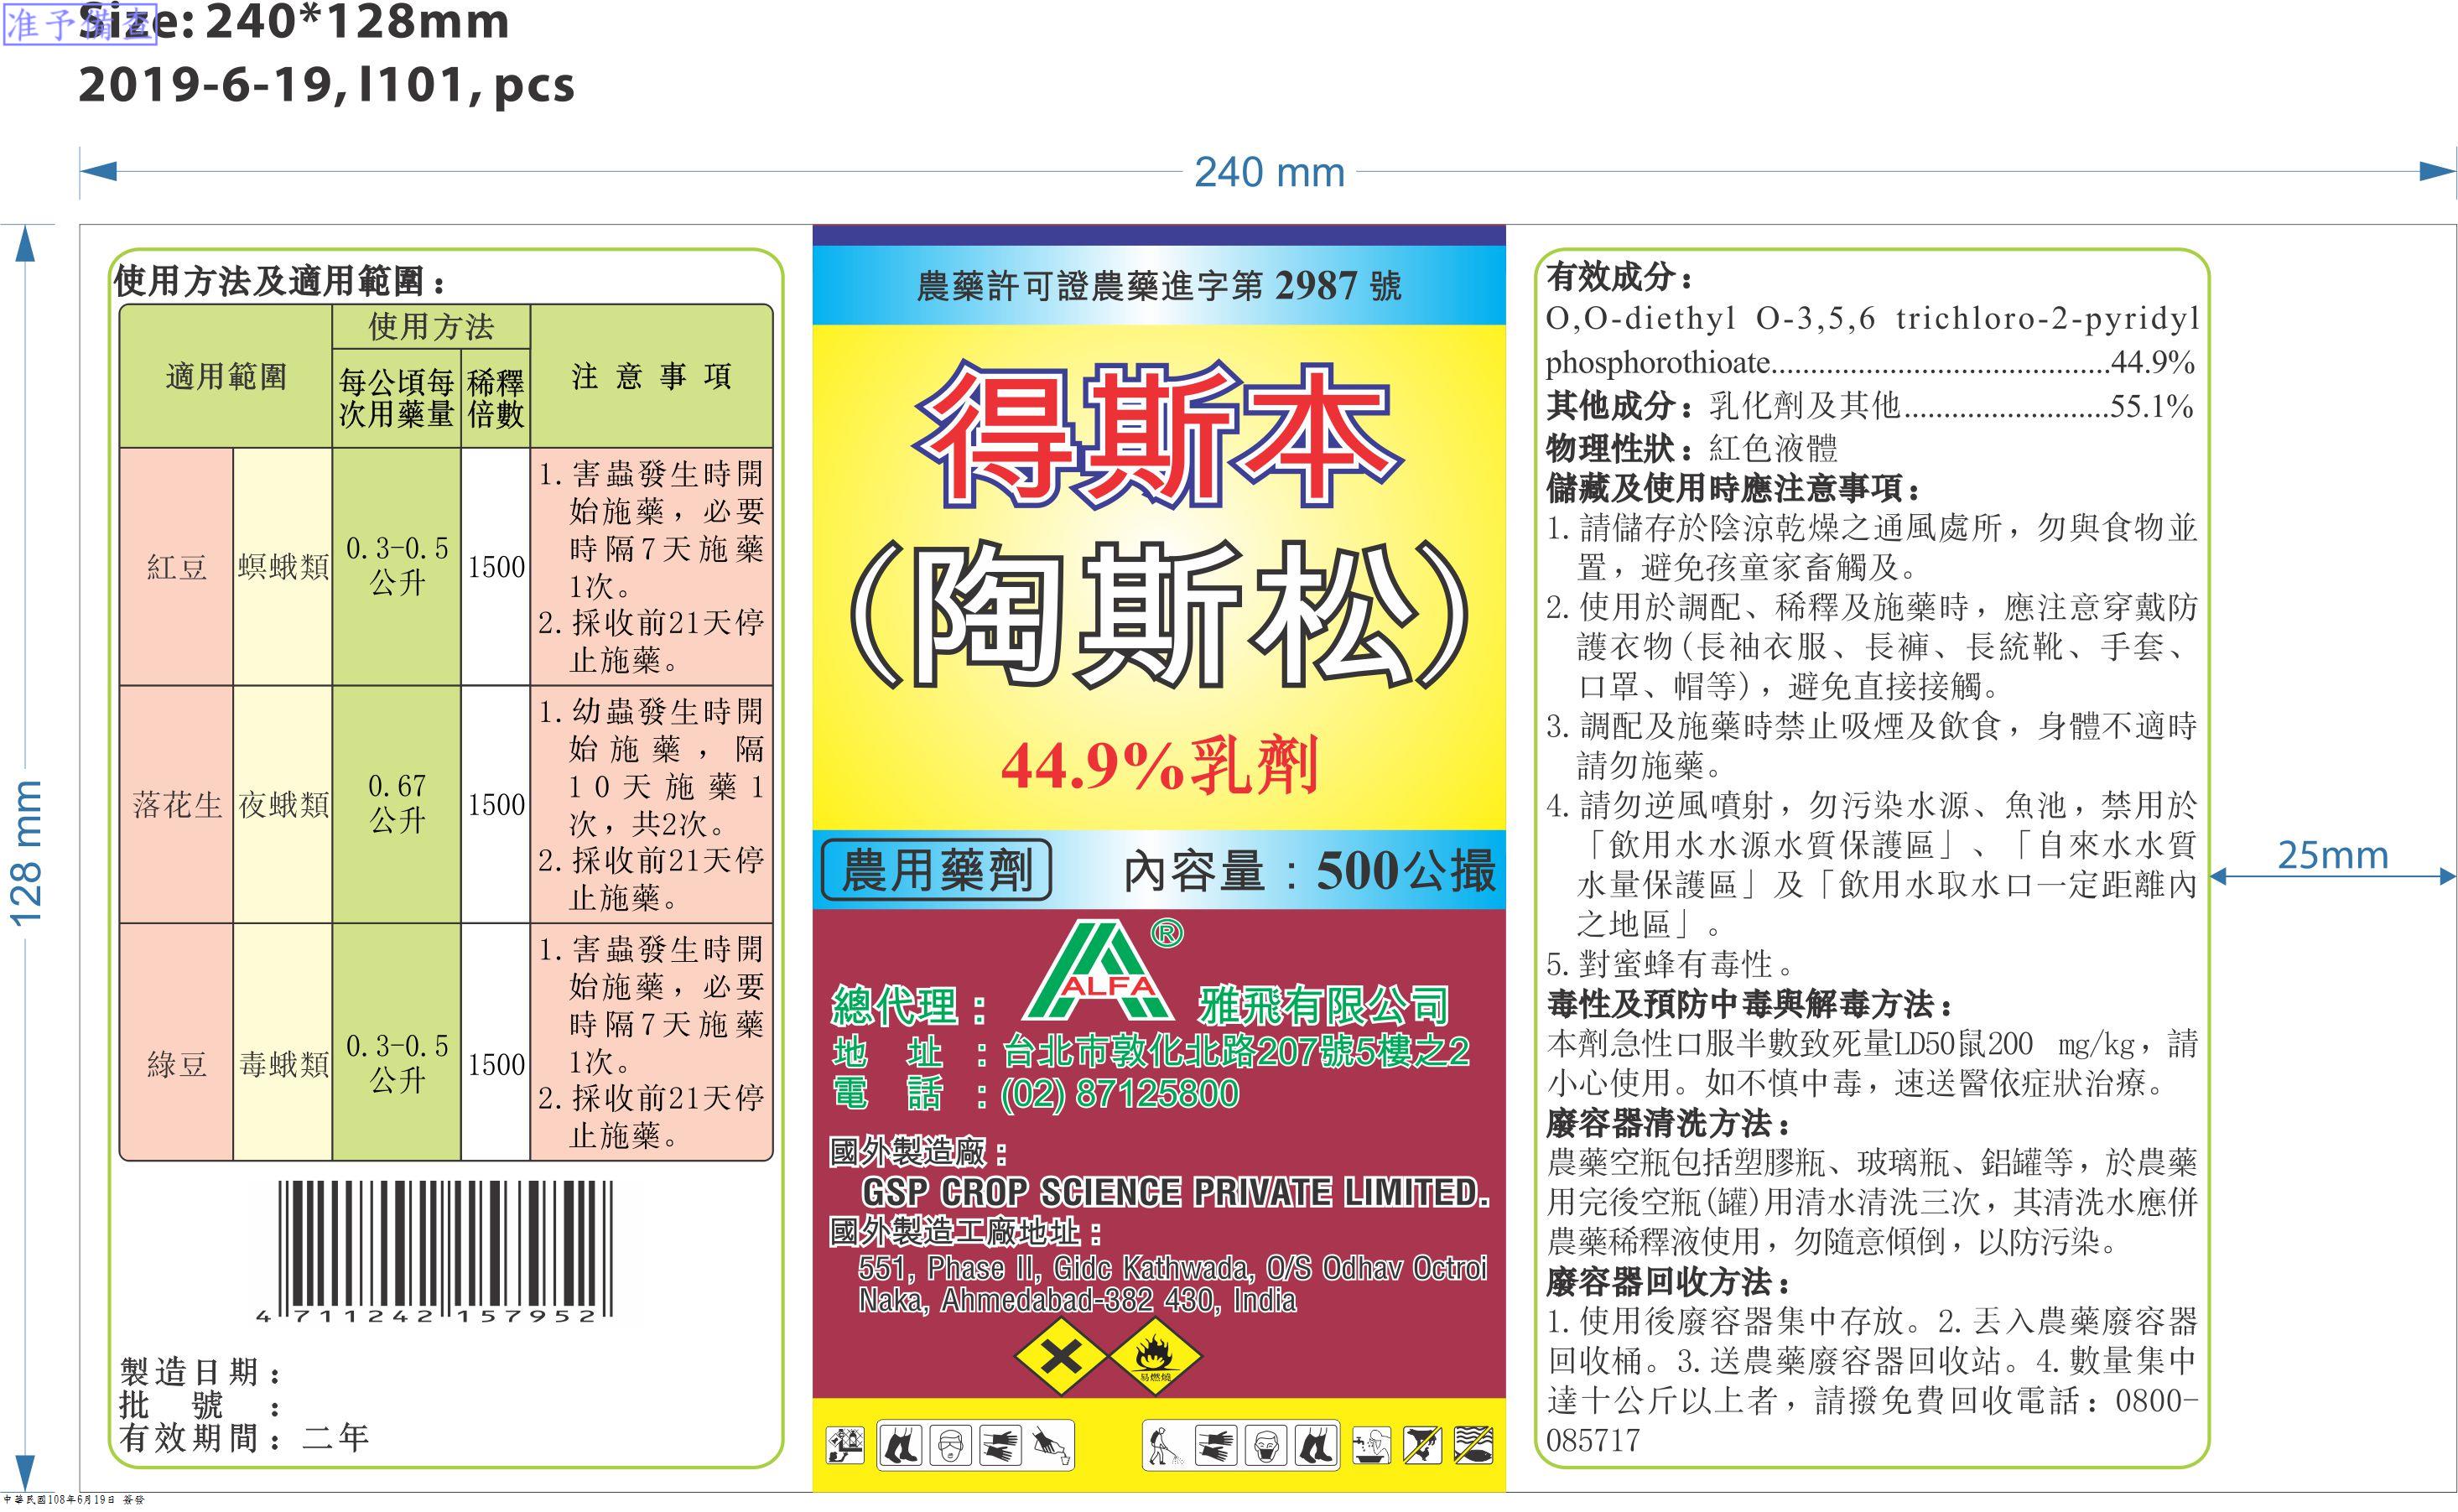 准予備查
Size: 240*128mm
2019-6-19, l101, pcs
240 mm
128 mm
使用方法及適用範圍：
適用範圍
使用方法
每公頃每
次用藥量
稀釋
倍數
注意事項
紅豆
螟蛾類
0.3-0.5
公升
1500
1. 害蟲發生時開
始施藥，必要
時隔7天施藥
1次。
2. 採收前21天停
止施藥。
落花生
夜蛾類
0.67
公升
1500
1. 幼蟲發生時開
始施藥，隔
10天施藥1
次，共2次。
2. 採收前21天停
止施藥。
綠豆
毒蛾類
0.3-0.5
公升
1500
1. 害蟲發生時開
始施藥，必要
時隔7天施藥
1次。
2. 採收前21天停
止施藥。
4 711242 157952
製造日期：
批號：
有效期間：二年
農藥許可證農藥進字第 2987 號
得斯本
（陶斯松）
44.9%乳劑
農用藥劑
內容量：500公撮
ALFA ®
總代理：雅飛有限公司
地址：台北市敦化北路207號5樓之2
電話：(02) 87125800
國外製造廠：
GSP CROP SCIENCE PRIVATE LIMITED.
國外製造工廠地址：
551, Phase II, Gidc Kathwada, O/S Odhav Octroi
Naka, Ahmedabad-382 430, India
易燃燒
有效成分：
O,O-diethyl O-3,5,6 trichloro-2-pyridyl
phosphorothioate...........................................44.9%
其他成分：乳化劑及其他..........................55.1%
物理性狀：紅色液體
儲藏及使用時應注意事項：
1. 請儲存於陰涼乾燥之通風處所，勿與食物並
置，避免孩童家畜觸及。
2. 使用於調配、稀釋及施藥時，應注意穿戴防
護衣物(長袖衣服、長褲、長統靴、手套、
口罩、帽等)，避免直接接觸。
3. 調配及施藥時禁止吸煙及飲食，身體不適時
請勿施藥。
4. 請勿逆風噴射，勿污染水源、魚池，禁用於
「飲用水水源水質保護區」、「自來水水質
水量保護區」及「飲用水取水口一定距離內
之地區」。
5. 對蜜蜂有毒性。
毒性及預防中毒與解毒方法：
本劑急性口服半數致死量LD50鼠200 mg/kg，請
小心使用。如不慎中毒，速送醫依症狀治療。
廢容器清洗方法：
農藥空瓶包括塑膠瓶、玻璃瓶、鋁罐等，於農藥
用完後空瓶(罐)用清水清洗三次，其清洗水應併
農藥稀釋液使用，勿隨意傾倒，以防污染。
廢容器回收方法：
1. 使用後廢容器集中存放。2. 丟入農藥廢容器
回收桶。3. 送農藥廢容器回收站。4. 數量集中
達十公斤以上者，請撥免費回收電話：0800-
085717
25mm
中華民國108年6月19日 簽發